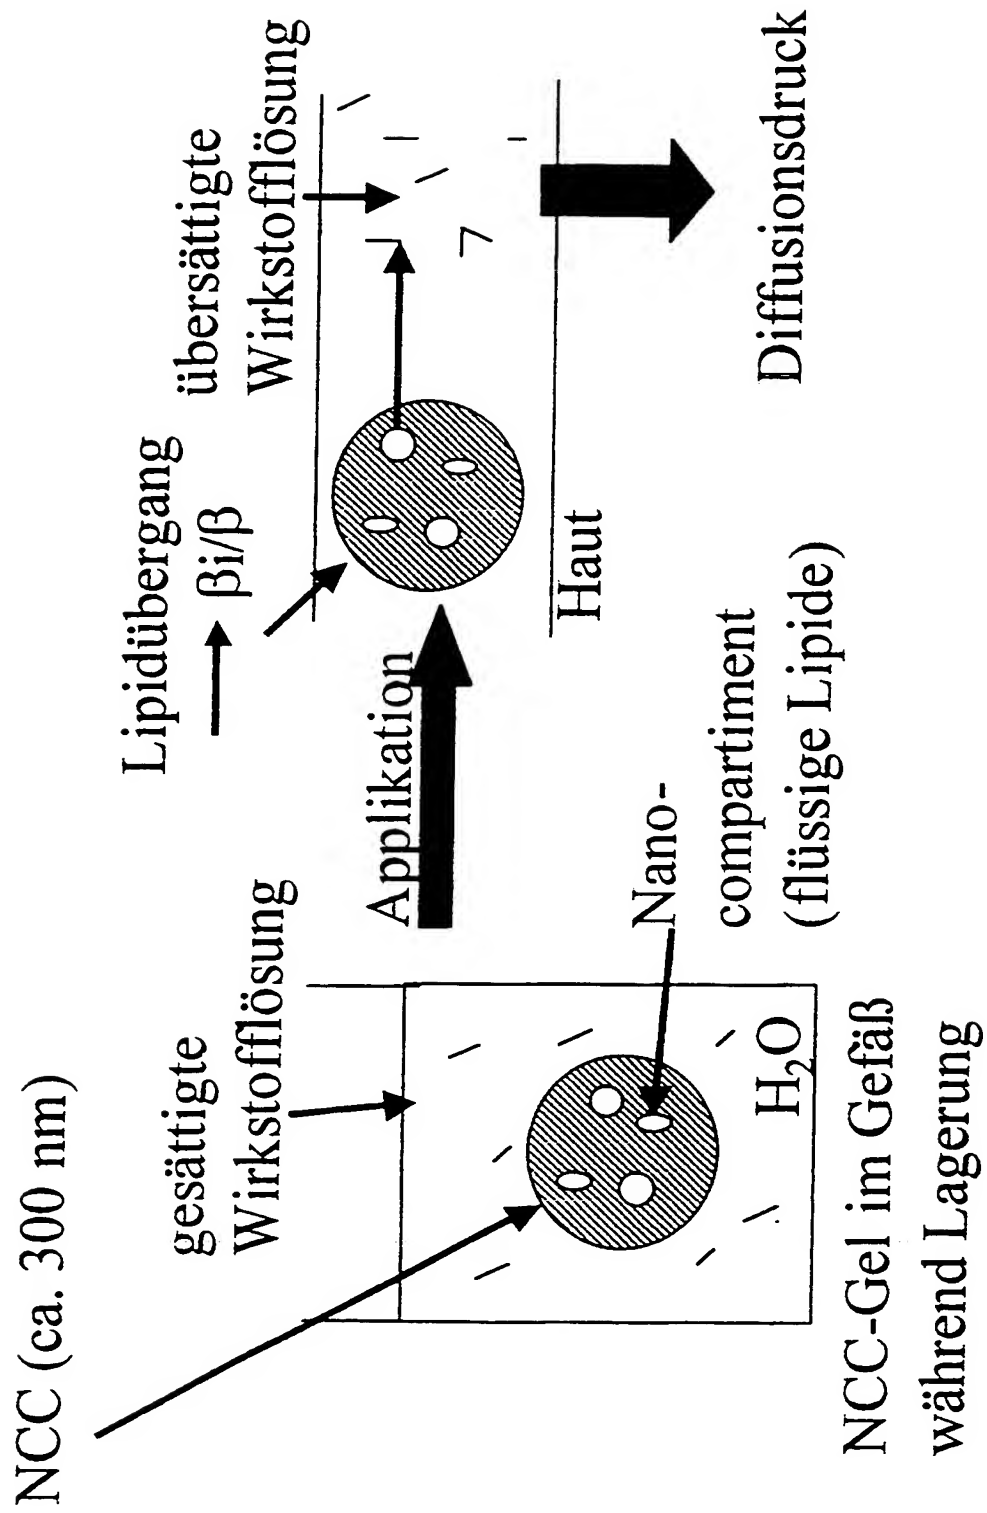 NCC (ca. 300 nm)
gesättigte
Wirkstofflösung
H₂O
NCC-Gel im Gefäß
während Lagerung
Nano-
compartiment
(flüssige Lipide)
Applikation
Lipidübergang
→ βi/β
übersättigte
Wirkstofflösung
Haut
Diffusionsdruck